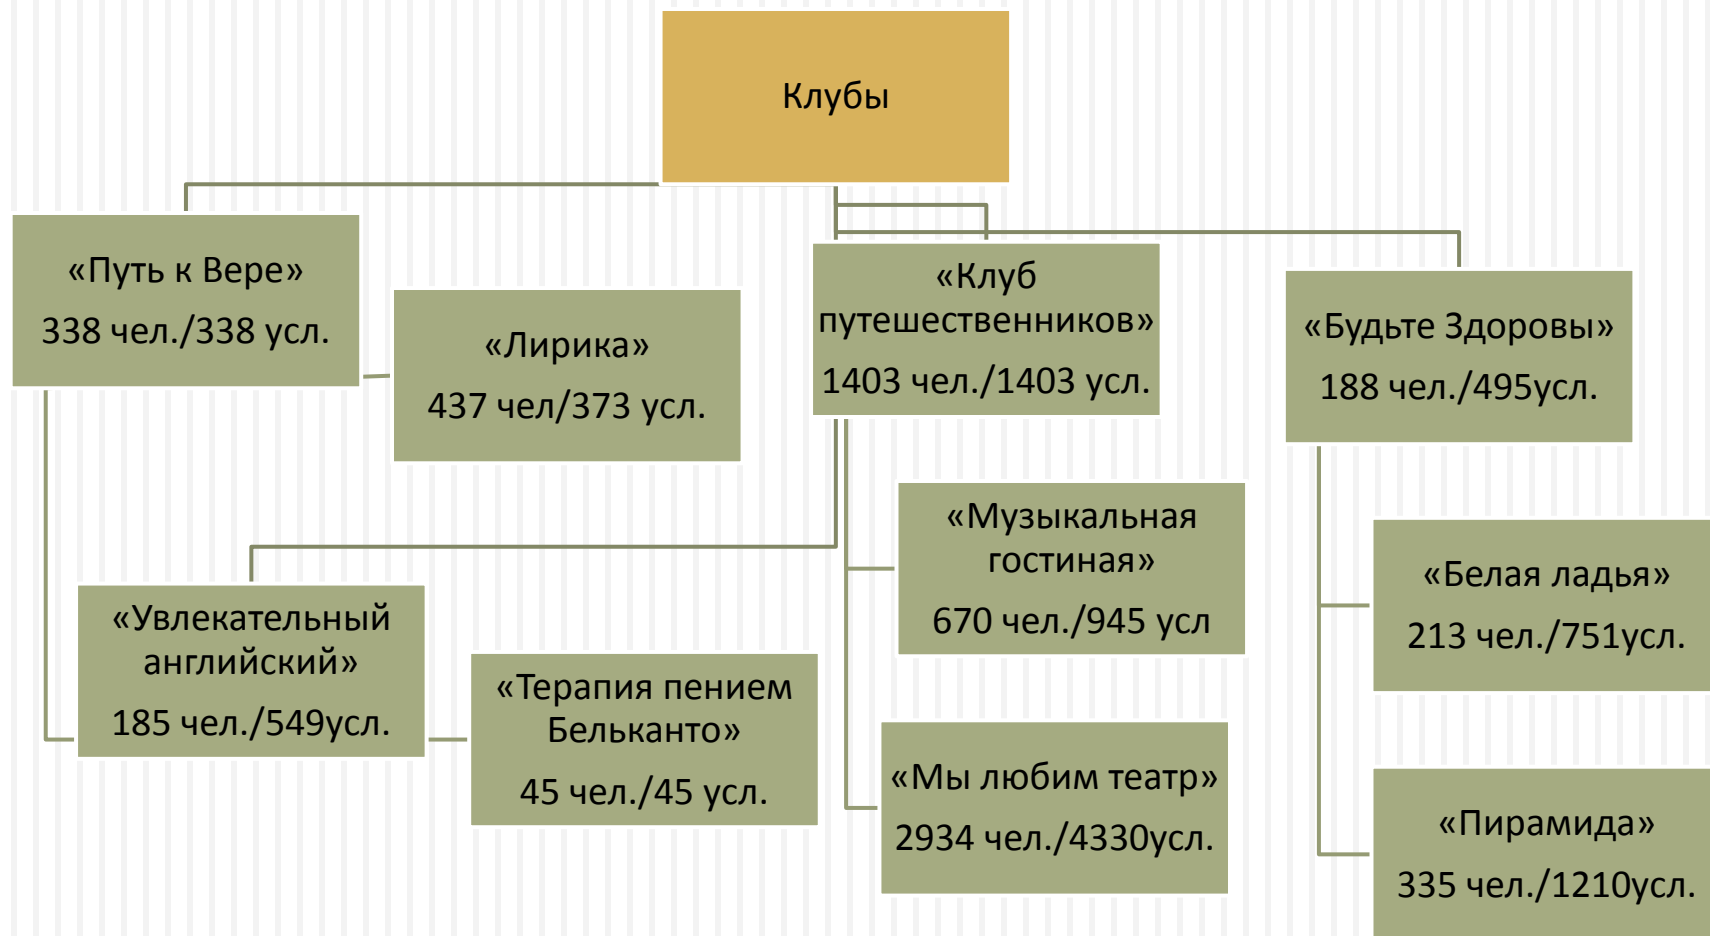 Клубы
«Путь к Вере»
338 чел./338 усл.
«Лирика»
437 чел/373 усл.
«Клуб
путешественников»
1403 чел./1403 усл.
«Будьте Здоровы»
188 чел./495усл.
«Увлекательный
английский»
185 чел./549усл.
«Терапия пением
Бельканто»
45 чел./45 усл.
«Музыкальная
гостиная»
670 чел./945 усл
«Мы любим театр»
2934 чел./4330усл.
«Белая ладья»
213 чел./751усл.
«Пирамида»
335 чел./1210усл.